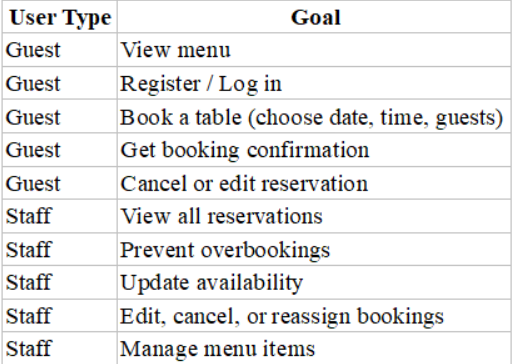 User Type Goal
Guest View menu
Guest Register / Log in
Guest Book a table (choose date, time, guests)
Guest Get booking confirmation
Guest Cancel or edit reservation
Staff View all reservations
Staff Prevent overbookings
Staff Update availability
Staff Edit, cancel, or reassign bookings
Staff Manage menu items